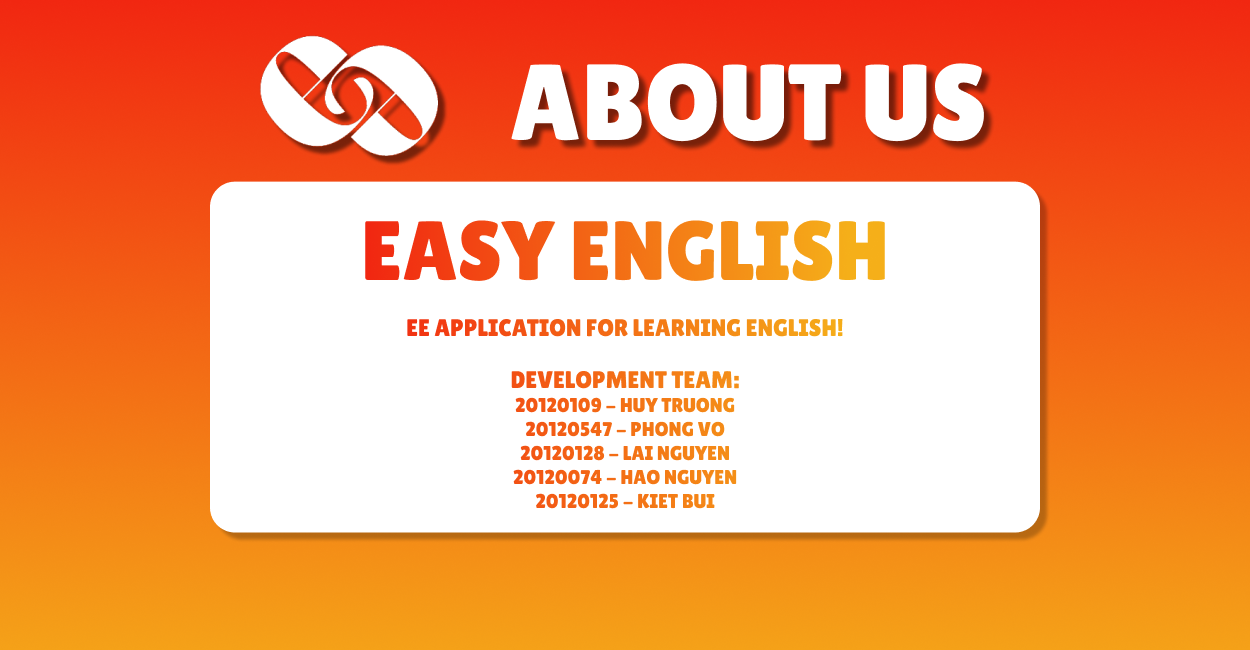 ABOUT US
EASY ENGLISH
EE APPLICATION FOR LEARNING ENGLISH!
DEVELOPMENT TEAM:
20120109 – HUY TRUONG
20120547 – PHONG VO
20120128 – LAI NGUYEN
20120074 – HAO NGUYEN
20120125 – KIET BUI